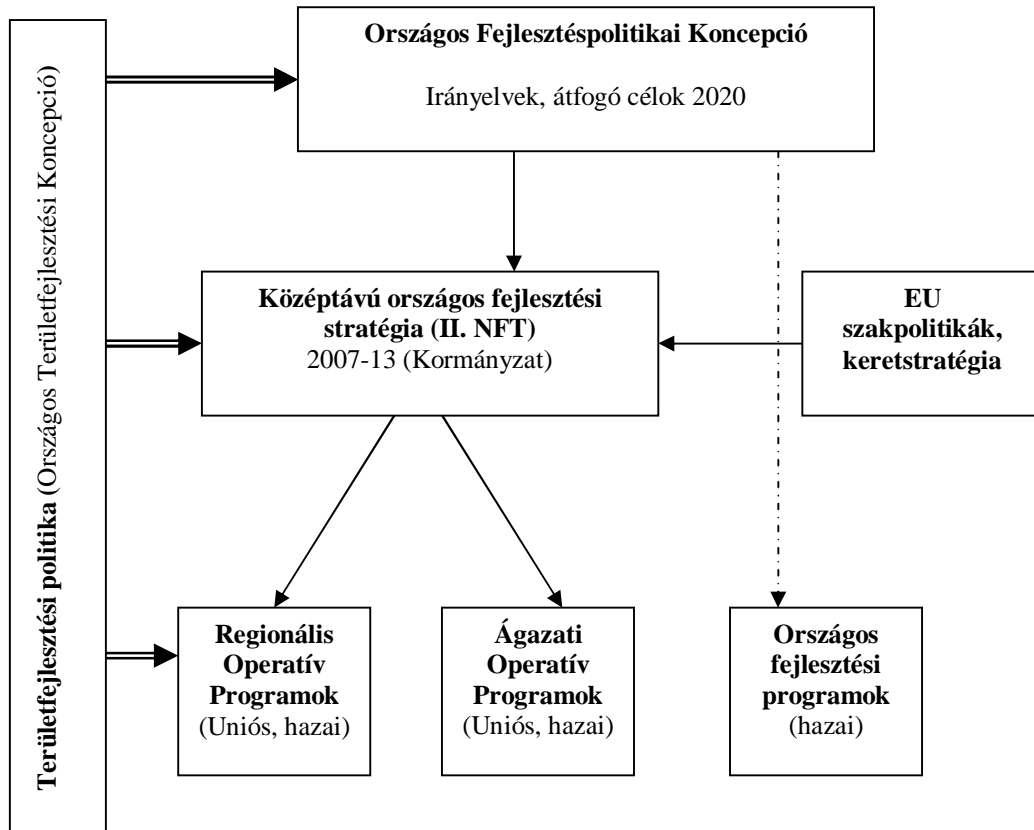 Területfejlesztési politika (Országos Területfejlesztési Koncepció)
Országos Fejlesztéspolitikai Koncepció
Irányelvek, átfogó célok 2020
Középtávú országos fejlesztési
stratégia (II. NFT)
2007-13 (Kormányzat)
EU
szakpolitikák,
keretstratégia
Regionális
Operatív
Programok
(Uniós, hazai)
Ágazati
Operatív
Programok
(Uniós, hazai)
Országos
fejlesztési
programok
(hazai)